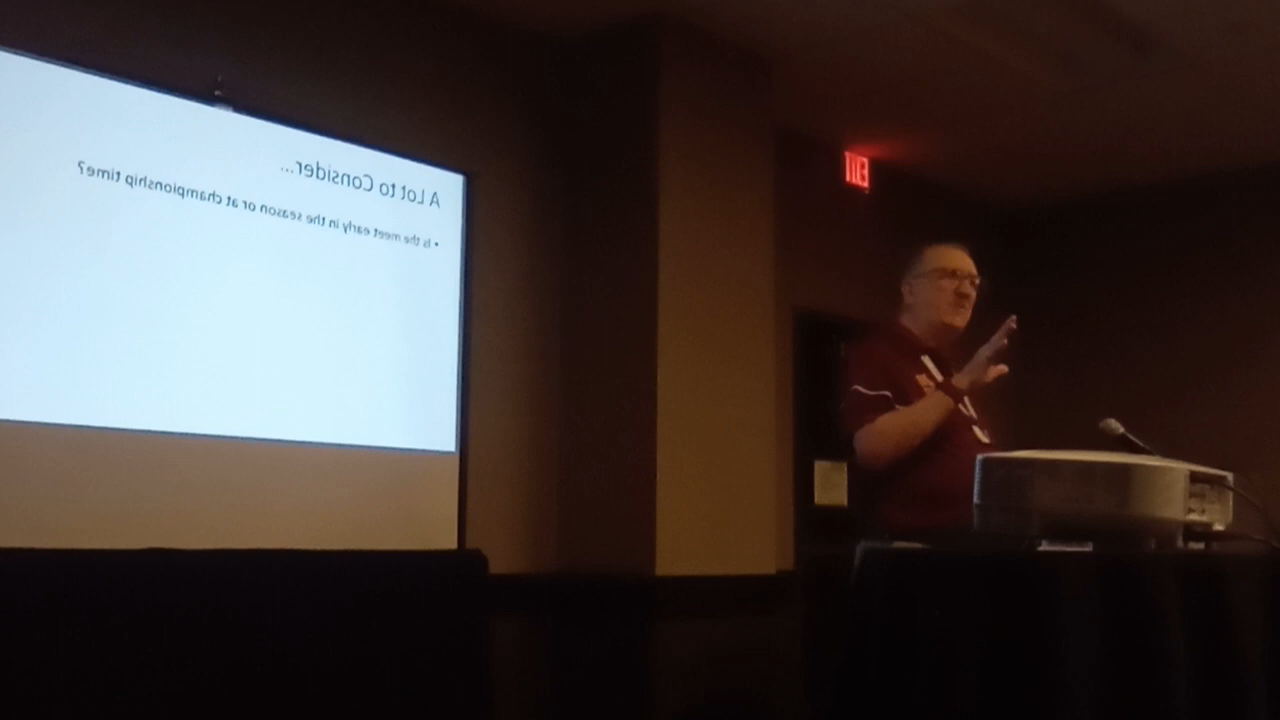 A Lot to Consider...
• Is the meet early in the season or at championship time?
EXIT